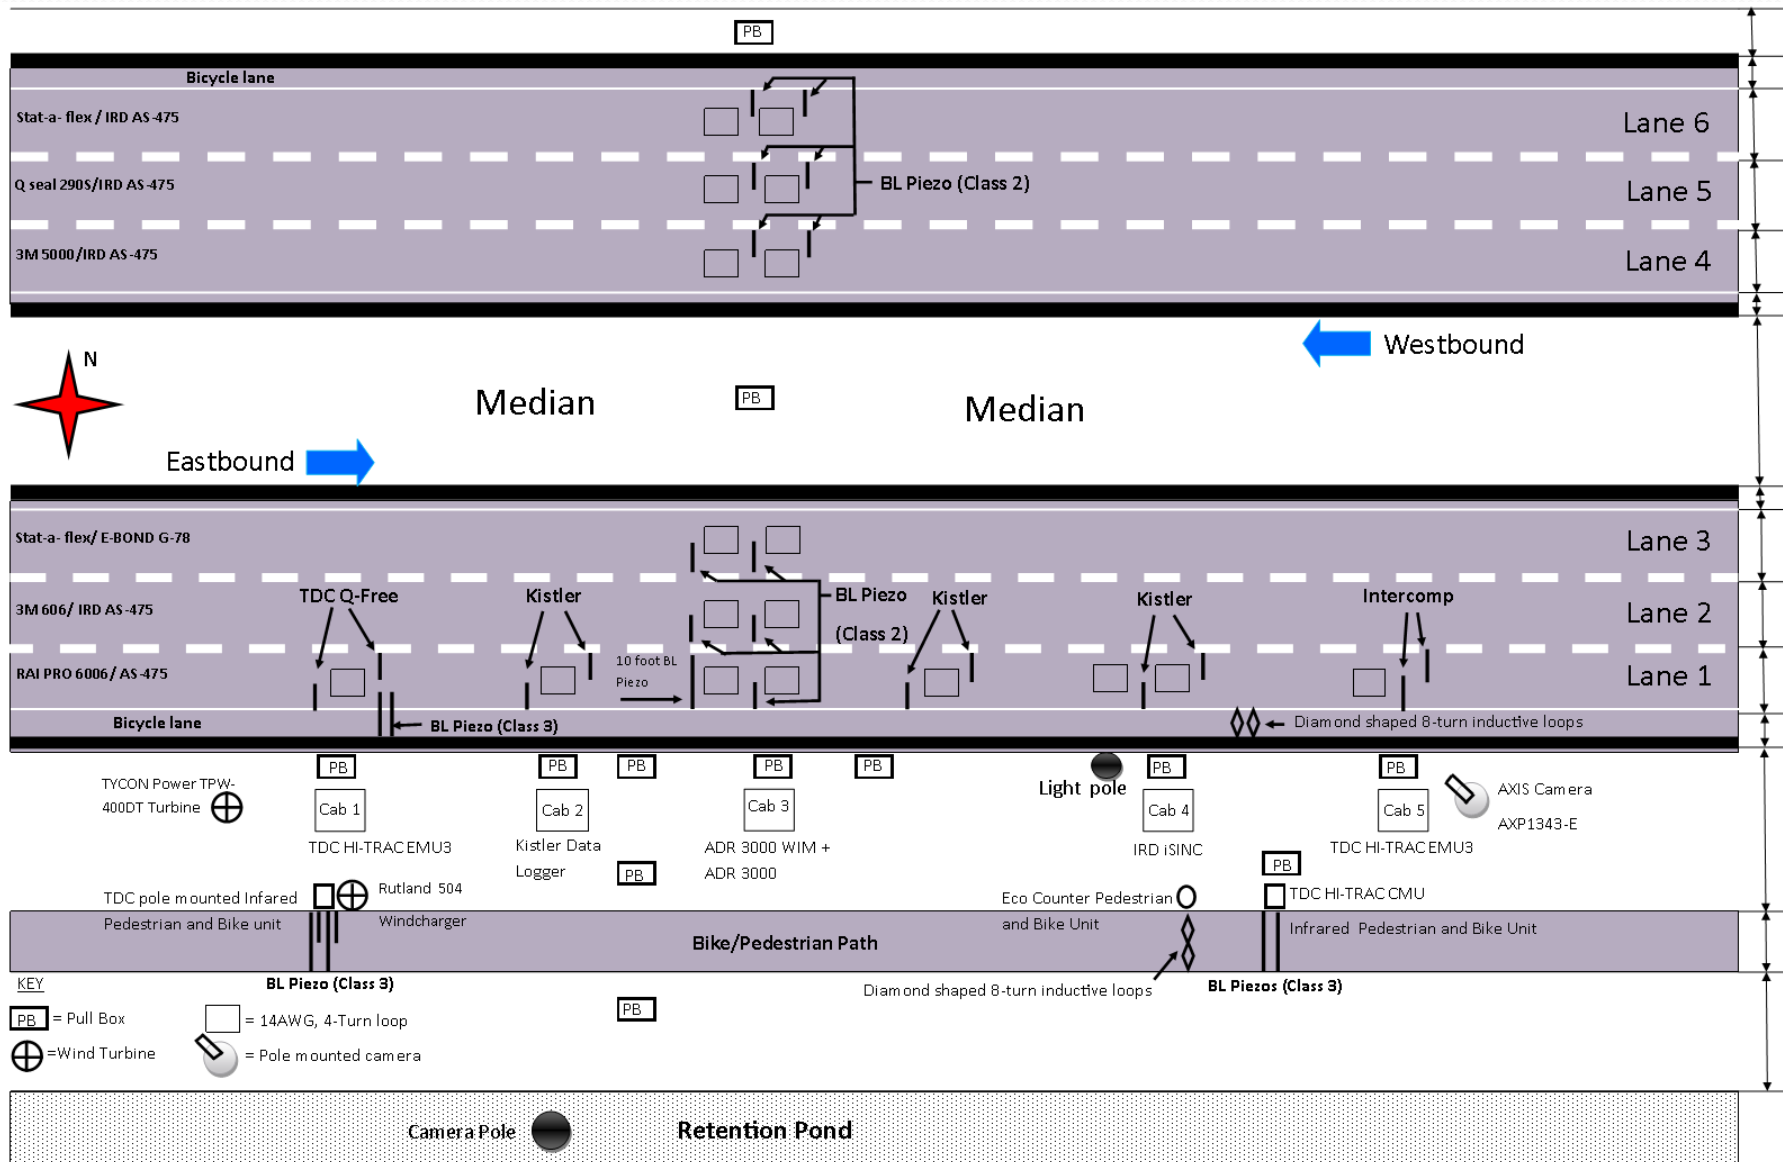 PB
Bicycle lane
Stat-a- flex / IRD AS-475
Lane 6
Q seal 290S/IRD AS-475
BL Piezo (Class 2)
Lane 5
3M 5000/IRD AS-475
Lane 4
Westbound
N
Median
PB
Median
Eastbound
Stat-a- flex/ E-BOND G-78
Lane 3
TDC Q-Free
Kistler
BL Piezo
(Class 2)
Kistler
Kistler
Intercomp
3M 606/ IRD AS-475
Lane 2
10 foot BL
Piezo
RAI PRO 6006/ AS-475
Lane 1
Bicycle lane
BL Piezo (Class 3)
Diamond shaped 8-turn inductive loops
PB
PB
PB
PB
PB
PB
PB
TYCON Power TPW-
400DT Turbine
Cab 1
Cab 2
Cab 3
Light pole
Cab 4
Cab 5
AXIS Camera
AXP1343-E
TDC HI-TRAC EMU3
Kistler Data
Logger
ADR 3000 WIM +
ADR 3000
IRD iSINC
TDC HI-TRAC EMU3
PB
PB
TDC pole mounted Infared
Pedestrian and Bike unit
Rutland 504
Windcharger
Eco Counter Pedestrian
and Bike Unit
TDC HI-TRAC CMU
Infrared Pedestrian and Bike Unit
Bike/Pedestrian Path
BL Piezo (Class 3)
Diamond shaped 8-turn inductive loops
BL Piezos (Class 3)
PB
KEY
PB = Pull Box
= 14AWG, 4-Turn loop
=Wind Turbine
= Pole mounted camera
Camera Pole
Retention Pond